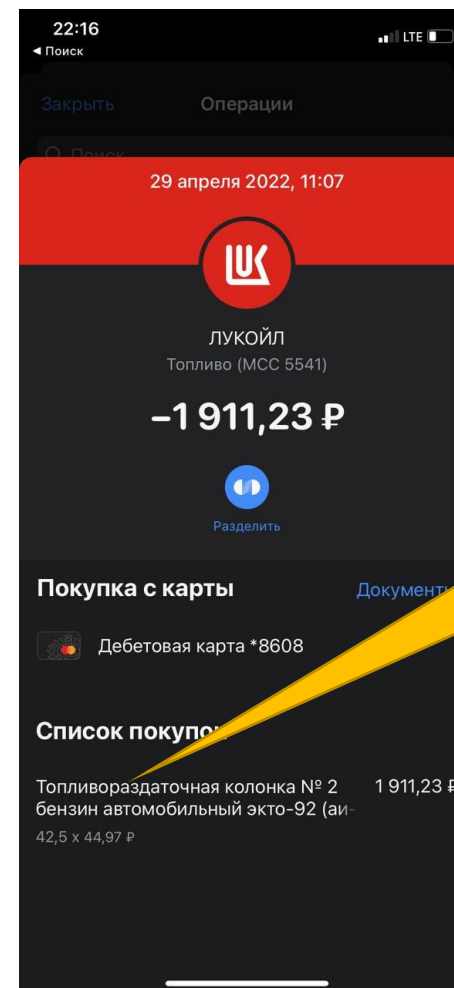 22:16
LTE
◀ Поиск
Закрыть Операции
Поиск
29 апреля 2022, 11:07
ЛУКОЙЛ
Топливо (MCC 5541)
–1 911,23 ₽
Разделить
Покупка с карты Документы
Дебетовая карта *8608
Список покупок
Топливораздаточная колонка № 2 1 911,23 ₽
бензин автомобильный экто-92 (аи-
42,5 x 44,97 ₽